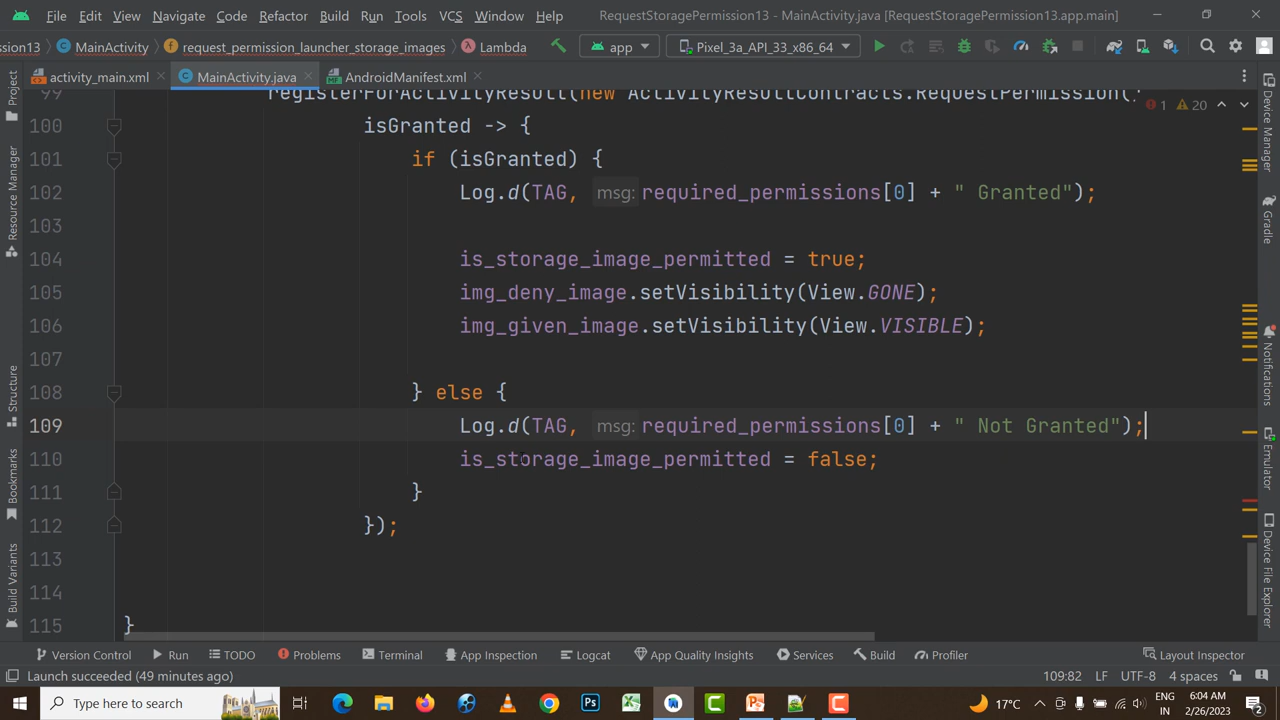 File Edit View Navigate Code Refactor Build Run Tools VCS Window Help RequestStoragePermission13 - MainActivity.java [RequestStoragePermission13.app.main]
ssion13 MainActivity request_permission_launcher_storage_images Lambda app Pixel_3a_API_33_x86_64
activity_main.xml MainActivity.java AndroidManifest.xml
99 registerForActivityResult(new ActivityResultContracts.RequestPermission(
1 20
100 isGranted -> {
101 if (isGranted) {
102 Log.d(TAG, msg: required_permissions[0] + " Granted");
103
104 is_storage_image_permitted = true;
105 img_deny_image.setVisibility(View.GONE);
106 img_given_image.setVisibility(View.VISIBLE);
107
108 } else {
109 Log.d(TAG, msg: required_permissions[0] + " Not Granted");
110 is_storage_image_permitted = false;
111 }
112 });
113
114
115 }
Project
Resource Manager
Structure
Bookmarks
Build Variants
Device Manager
Gradle
Notifications
Emulator
Device File Explorer
Version Control Run TODO Problems Terminal App Inspection Logcat App Quality Insights Services Build Profiler Layout Inspector
Launch succeeded (49 minutes ago) 109:82 LF UTF-8 4 spaces
Type here to search 17°C ENG 6:04 AM
IN 2/26/2023 2